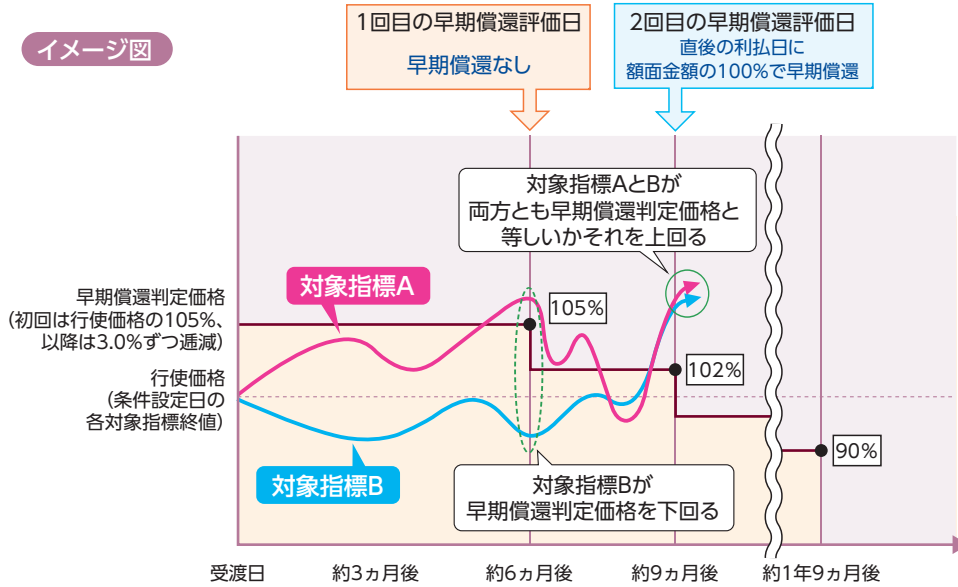 イメージ図
1回目の早期償還評価日
早期償還なし
2回目の早期償還評価日
直後の利払日に
額面金額の100%で早期償還
対象指標AとBが
両方とも早期償還判定価格と
等しいかそれを上回る
対象指標A
早期償還判定価格
(初回は行使価格の105%、
以降は3.0%ずつ逓減)
105%
102%
行使価格
(条件設定日の
各対象指標終値)
90%
対象指標B
対象指標Bが
早期償還判定価格を下回る
受渡日
約3ヵ月後
約6ヵ月後
約9ヵ月後
約1年9ヵ月後